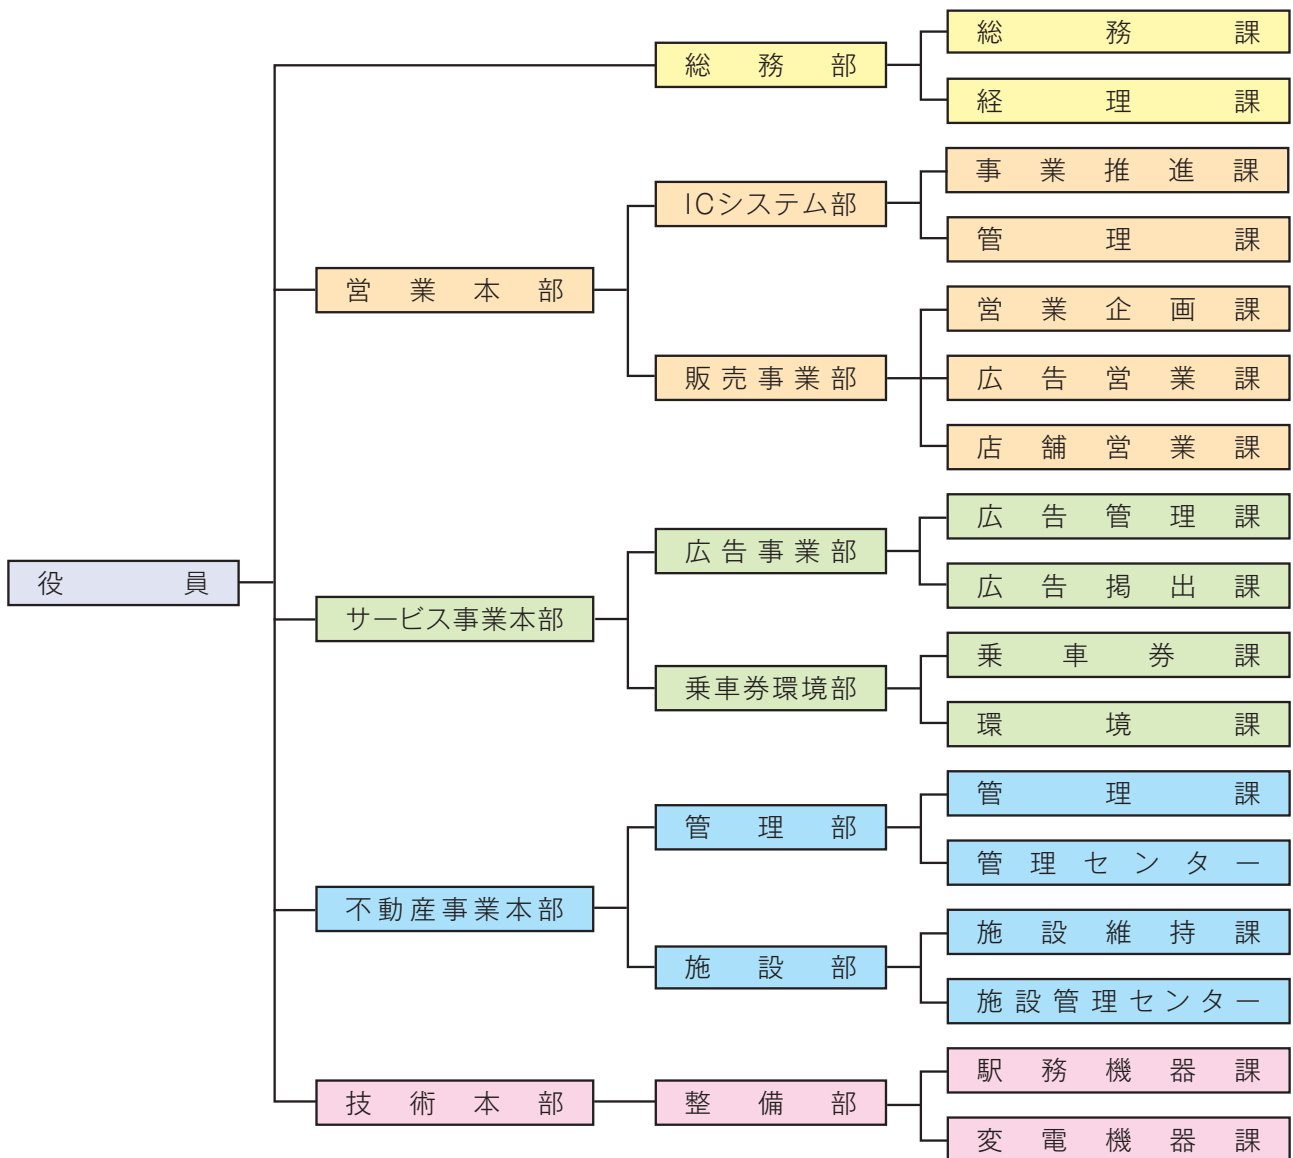 役員
総務部
総務課
経理課
営業本部
ICシステム部
事業推進課
管理課
販売事業部
営業企画課
広告営業課
店舗営業課
サービス事業本部
広告事業部
広告管理課
広告掲出課
乗車券環境部
乗車券課
環境課
不動産事業本部
管理部
管理課
管理センター
施設部
施設維持課
施設管理センター
技術本部
整備部
駅務機器課
変電機器課